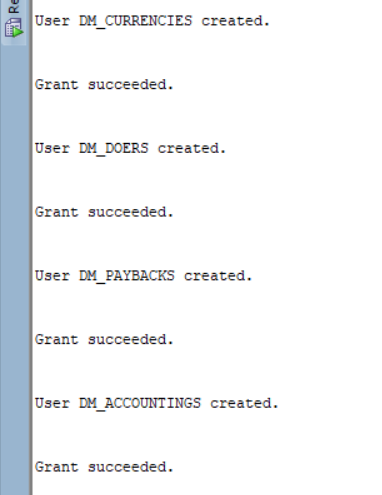 Re
User DM_CURRENCIES created.
Grant succeeded.
User DM_DOERS created.
Grant succeeded.
User DM_PAYBACKS created.
Grant succeeded.
User DM_ACCOUNTINGS created.
Grant succeeded.